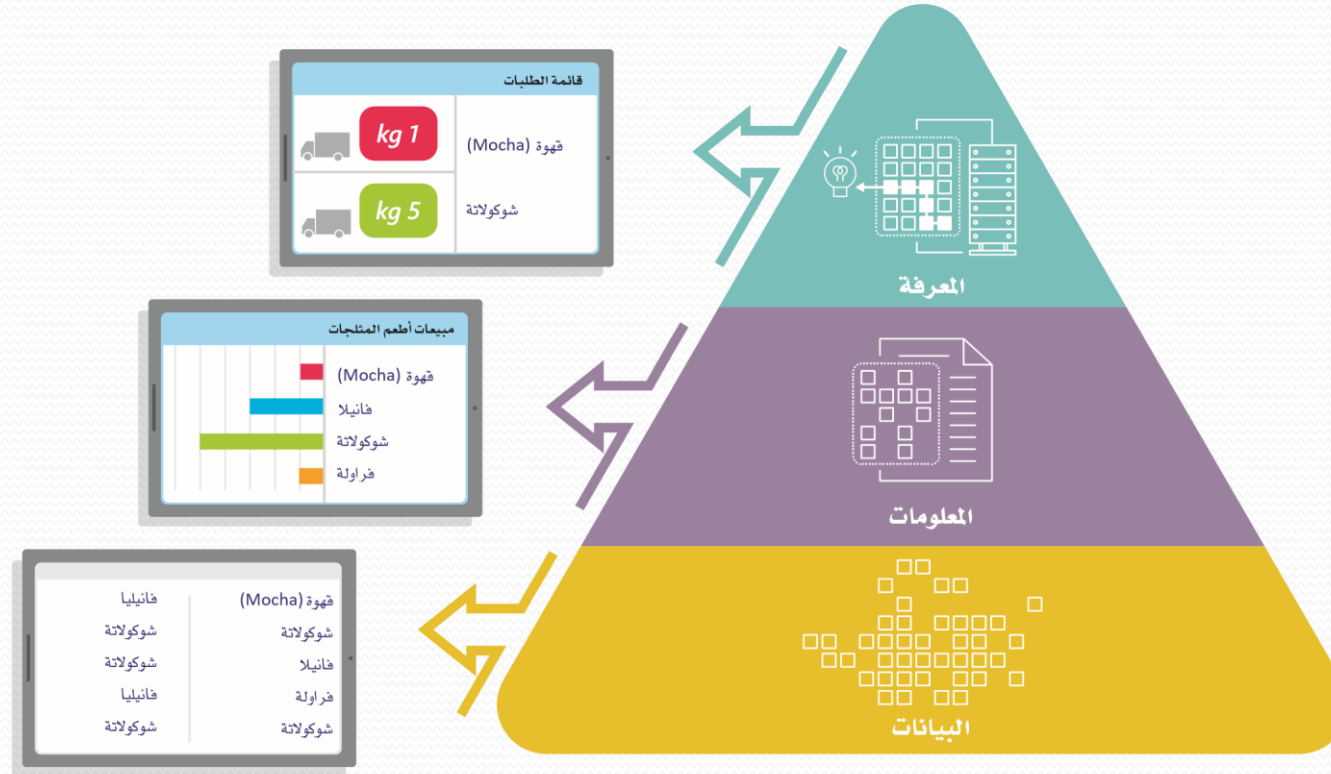 قائمة الطلبات
قهوة (Mocha)
kg 1
شوكولاتة
kg 5
المعرفة
مبيعات أطعم المثلجات
قهوة (Mocha)
فانيلا
شوكولاتة
فراولة
المعلومات
قهوة (Mocha) فانيليا
شوكولاتة شوكولاتة
فانيلا شوكولاتة
فراولة فانيليا
شوكولاتة شوكولاتة
البيانات